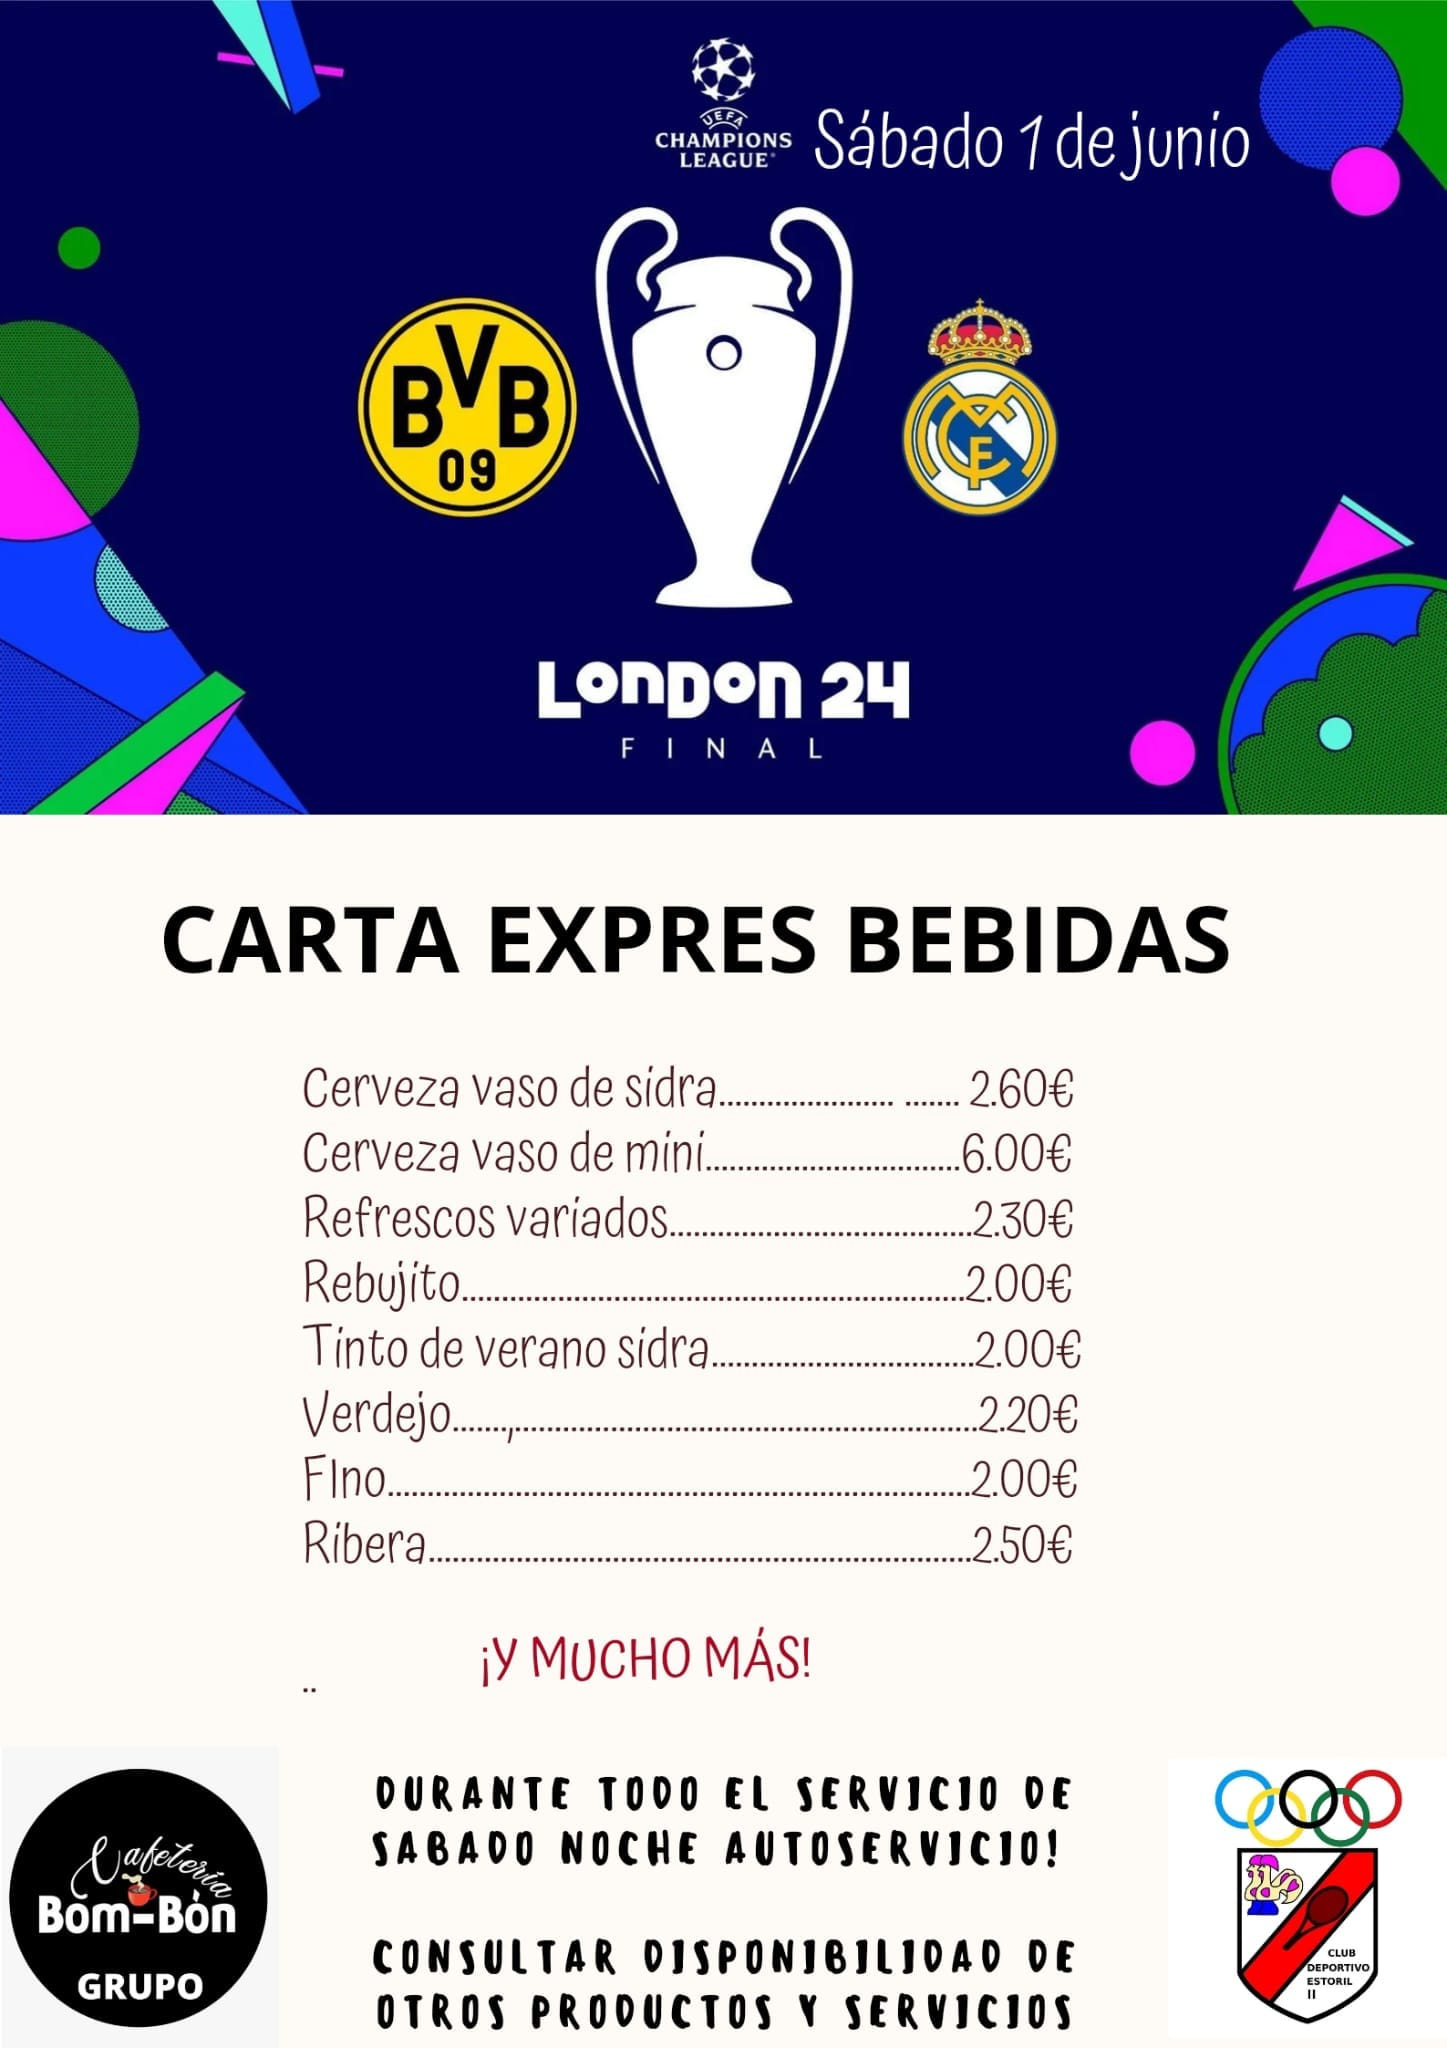 UEFA
CHAMPIONS
LEAGUE
Sábado 1 de junio
BVB
09
LONDON 24
FINAL
CARTA EXPRES BEBIDAS
Cerveza vaso de sidra...................... ....... 2.60€
Cerveza vaso de mini................................6.00€
Refrescos variados......................................2.30€
Rebujito...............................................................2.00€
Tinto de verano sidra.................................2.00€
Verdejo.......,..........................................................2.20€
FIno.........................................................................2.00€
Ribera....................................................................2.50€
¡Y MUCHO MÁS!
..
DURANTE TODO EL SERVICIO DE
SABADO NOCHE AUTOSERVICIO!
CONSULTAR DISPONIBILIDAD DE
OTROS PRODUCTOS Y SERVICIOS
Cafetería
Bom-Bòn
GRUPO
CLUB
DEPORTIVO
ESTORIL
II